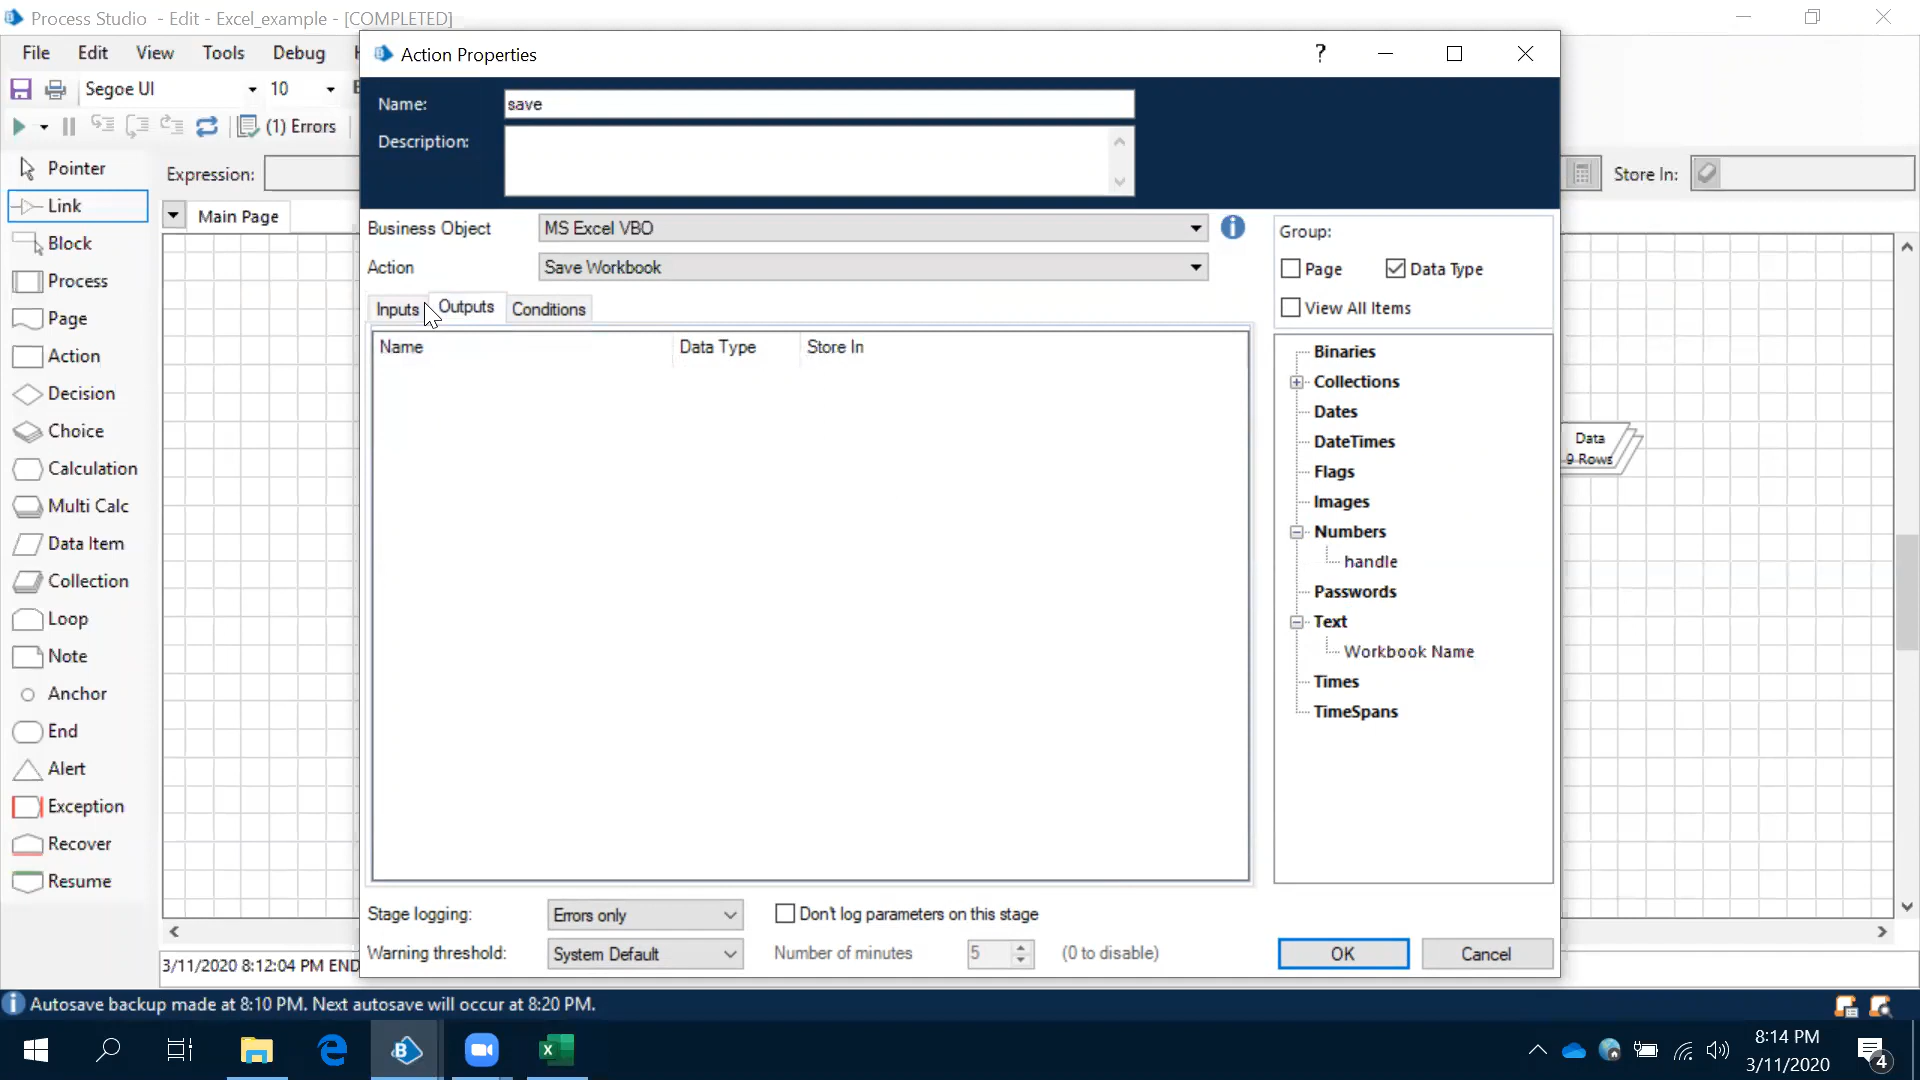 Process Studio - Edit - Excel_example - [COMPLETED]
File Edit View Tools Debug
Segoe UI 10
(1) Errors
Pointer
Link
Block
Process
Page
Action
Decision
Choice
Calculation
Multi Calc
Data Item
Collection
Loop
Note
Anchor
End
Alert
Exception
Recover
Resume
Expression:
Store In:
Main Page
Data
9 Rows
Action Properties
?
Name: save
Description:
Business Object MS Excel VBO
Action Save Workbook
Inputs Outputs Conditions
Name Data Type Store In
Group:
Page Data Type
View All Items
Binaries
Collections
Dates
DateTimes
Flags
Images
Numbers
handle
Passwords
Text
Workbook Name
Times
TimeSpans
Stage logging: Errors only Don't log parameters on this stage
Warning threshold: System Default Number of minutes 5 (0 to disable)
OK Cancel
3/11/2020 8:12:04 PM END
Autosave backup made at 8:10 PM. Next autosave will occur at 8:20 PM.
8:14 PM
3/11/2020
4